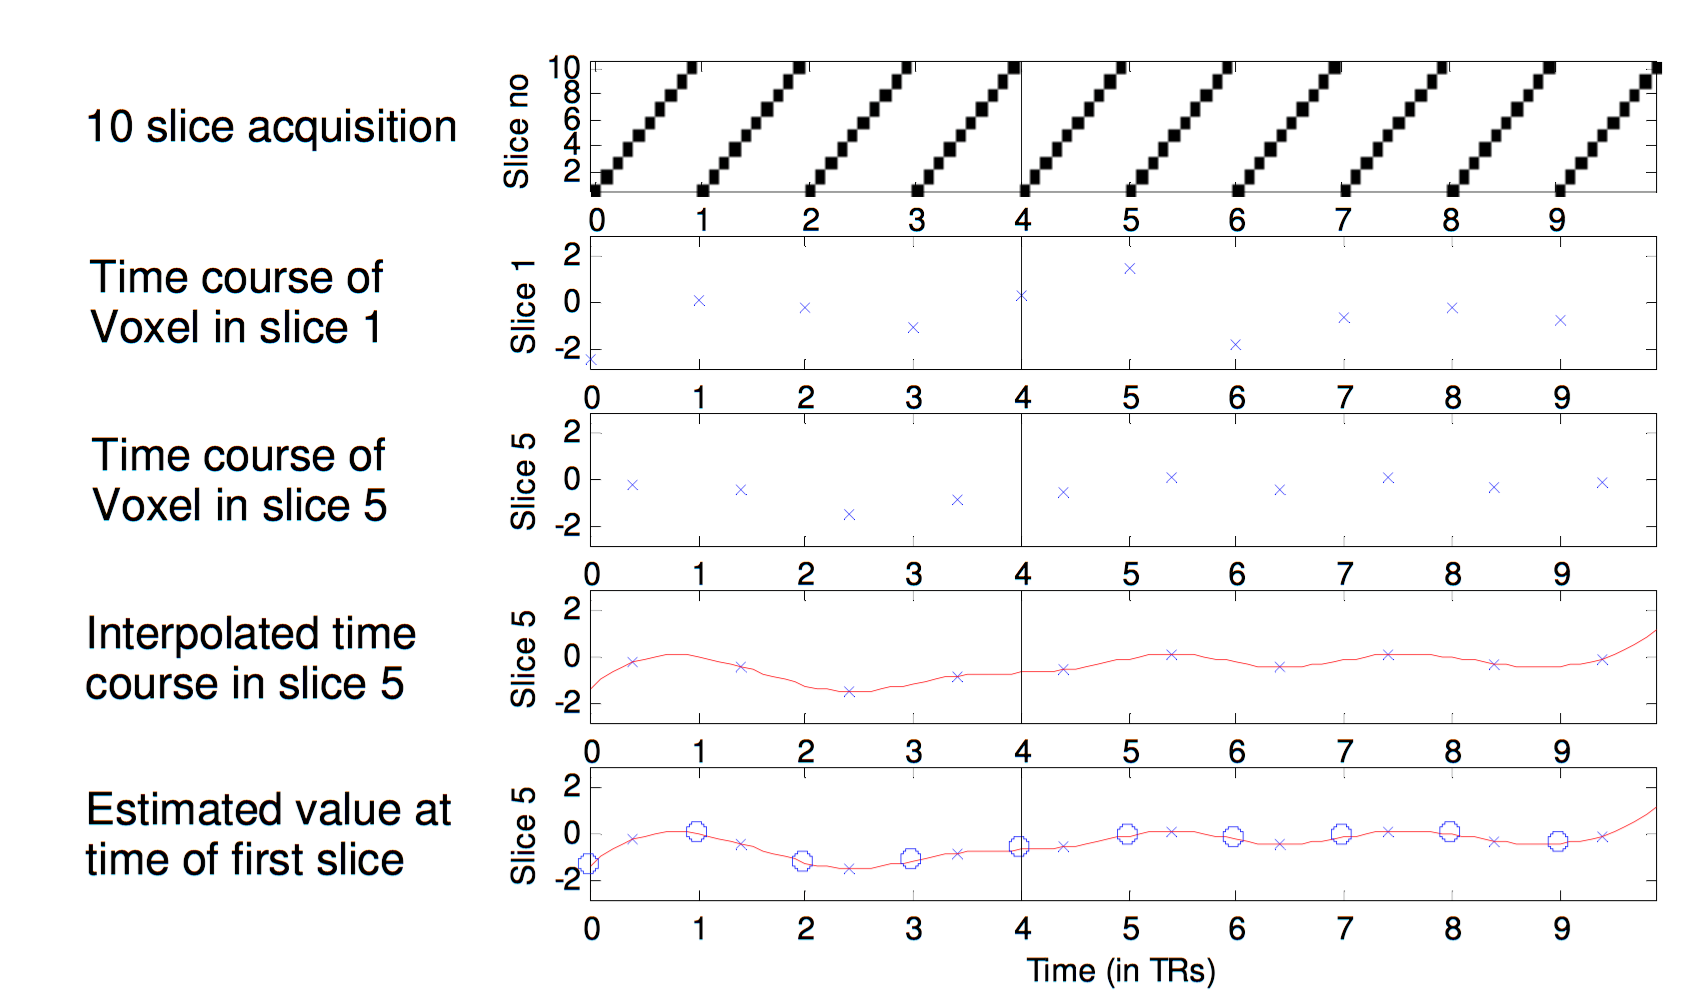 10 slice acquisition
Slice no
10
8
6
4
2
0 1 2 3 4 5 6 7 8 9
Time course of
Voxel in slice 1
Slice 1
2
0
-2
0 1 2 3 4 5 6 7 8 9
Time course of
Voxel in slice 5
Slice 5
2
0
-2
0 1 2 3 4 5 6 7 8 9
Interpolated time
course in slice 5
Slice 5
2
0
-2
0 1 2 3 4 5 6 7 8 9
Estimated value at
time of first slice
Slice 5
2
0
-2
0 1 2 3 4 5 6 7 8 9
Time (in TRs)